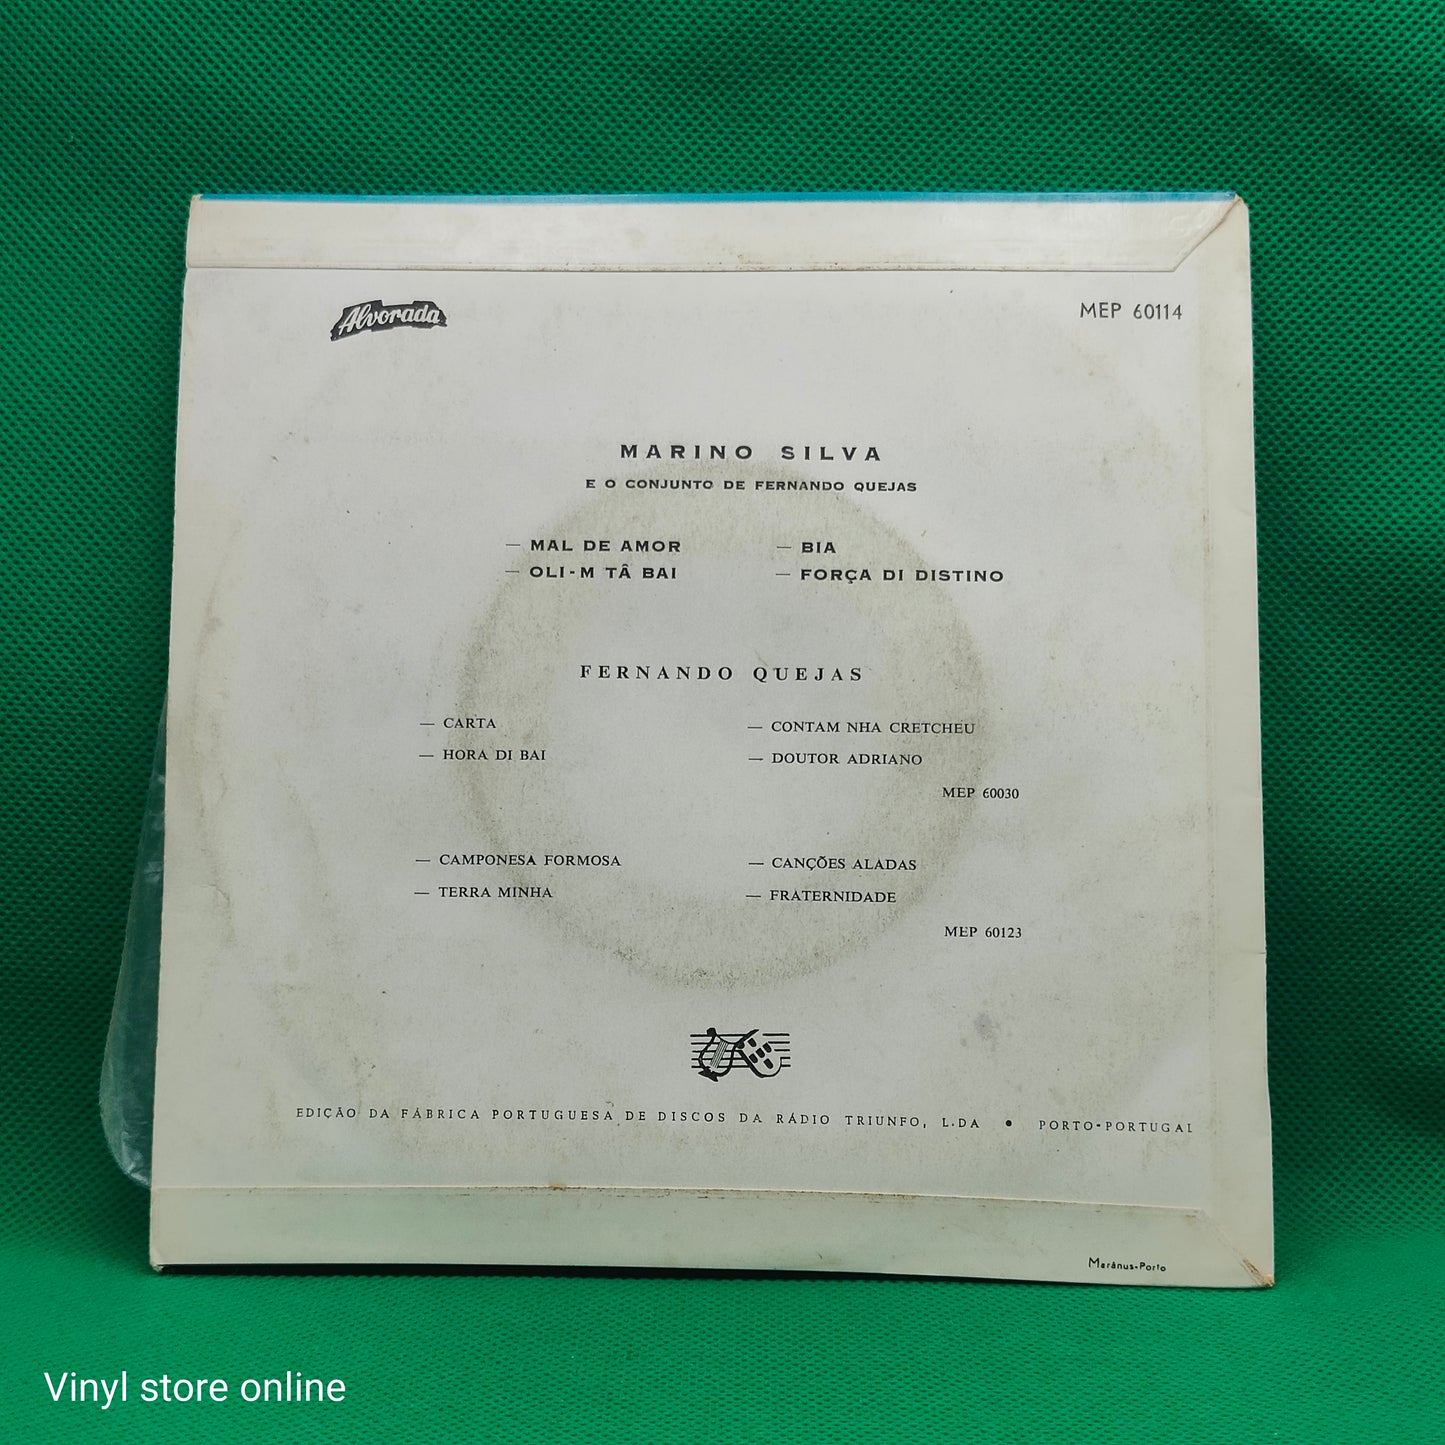 Alvorada
MEP 60114
MARINO SILVA
E O CONJUNTO DE FERNANDO QUEJAS
— MAL DE AMOR
— BIA
— OLI-M TÂ BAI
— FORÇA DI DISTINO
FERNANDO QUEJAS
— CARTA
— CONTAM NHA CRETCHEU
— HORA DI BAI
— DOUTOR ADRIANO
MEP 60030
— CAMPONESA FORMOSA
— CANÇÕES ALADAS
— TERRA MINHA
— FRATERNIDADE
MEP 60123
EDIÇÃO DA FÁBRICA PORTUGUESA DE DISCOS DA RÁDIO TRIUNFO, L.DA • PORTO-PORTUGAL
Marânus-Porto
Vinyl store online